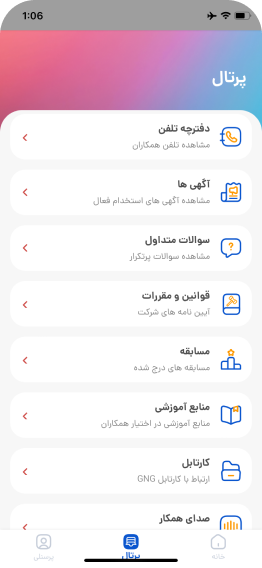 1:06
پرتال
دفترچه تلفن
مشاهده تلفن همکاران
آگهی ها
مشاهده آگهی های استخدام فعال
سوالات متداول
مشاهده سوالات پرتکرار
قوانین و مقررات
آیین نامه های شرکت
مسابقه
مسابقه های درج شده
منابع آموزشی
منابع آموزشی در اختیار همکاران
کارتابل
ارتباط با کارتابل GNG
صدای همکار
خانه
پرتال
پرسنلی